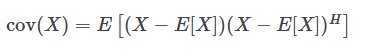 cov(X) = E [(X − E[X])(X − E[X])^H]